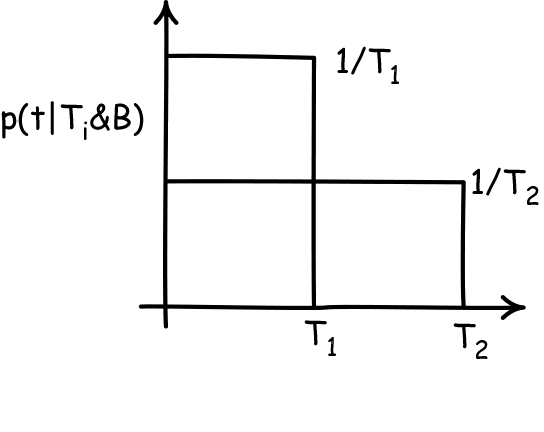 1/T₁
p(t|Tᵢ&B)
1/T₂
T₁
T₂